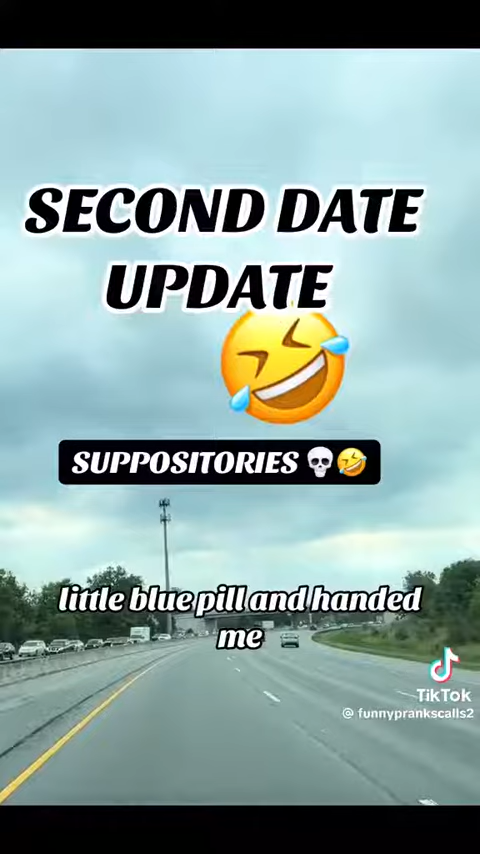 SECOND DATE
UPDATE
SUPPOSITORIES 💀🤣
little blue pill and handed
me
TikTok
@ funnyprankscalls2